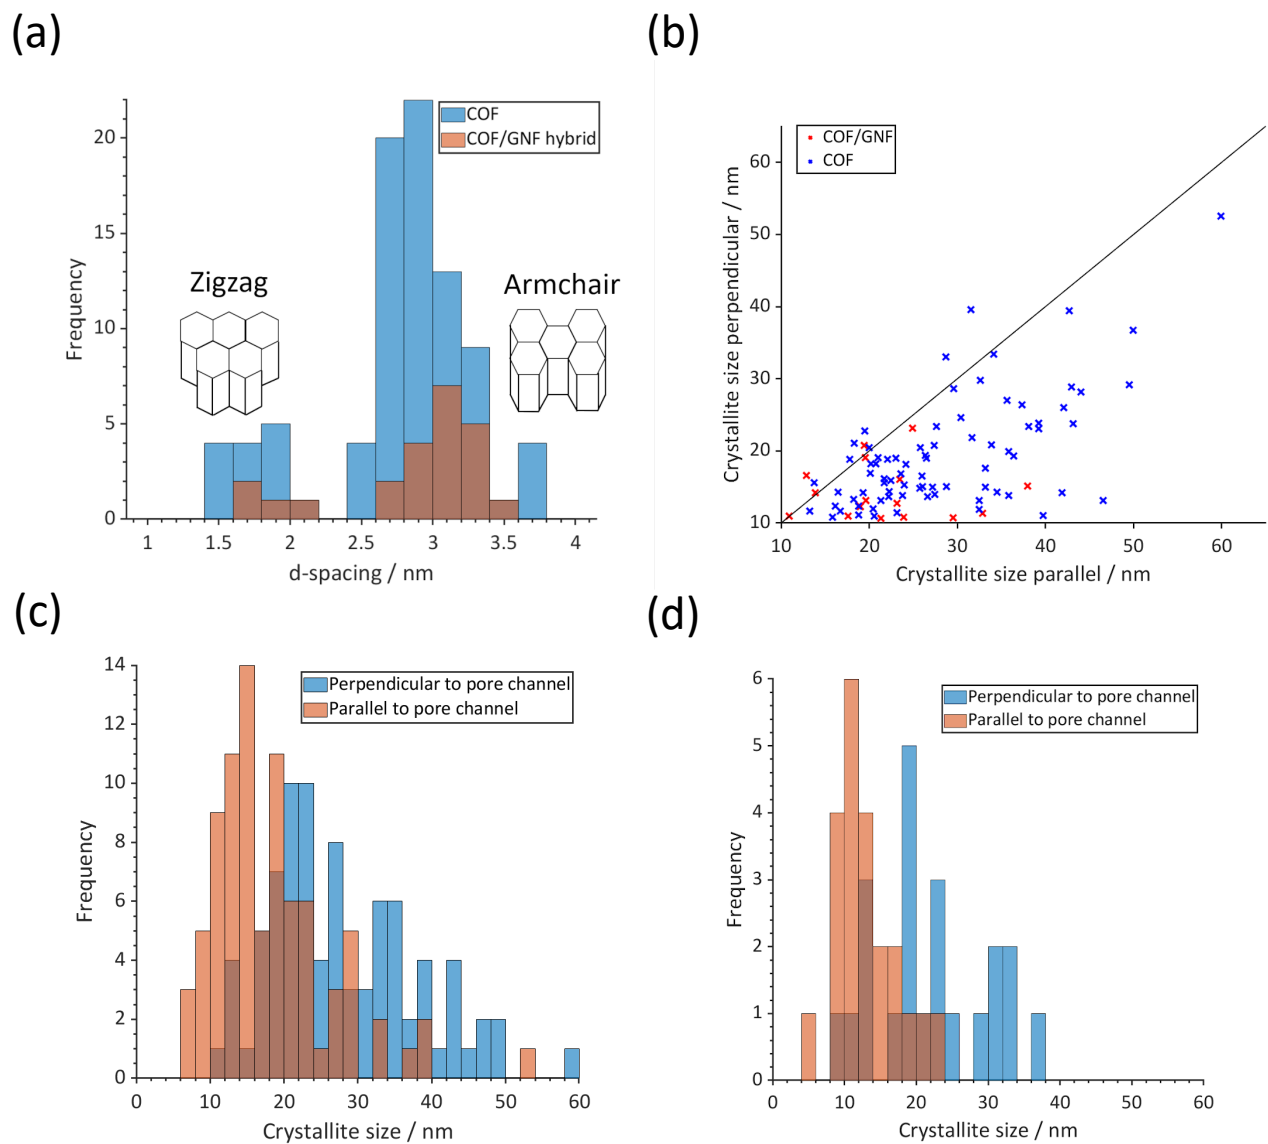 (a)
COF
COF/GNF hybrid
Zigzag
Armchair
Frequency
20
15
10
5
0
1 1.5 2 2.5 3 3.5 4
d-spacing / nm
(b)
COF/GNF
COF
Crystallite size perpendicular / nm
60
50
40
30
20
10
10 20 30 40 50 60
Crystallite size parallel / nm
(c)
Perpendicular to pore channel
Parallel to pore channel
Frequency
14
12
10
8
6
4
2
0
0 10 20 30 40 50 60
Crystallite size / nm
(d)
Perpendicular to pore channel
Parallel to pore channel
Frequency
6
5
4
3
2
1
0
0 10 20 30 40 50 60
Crystallite size / nm